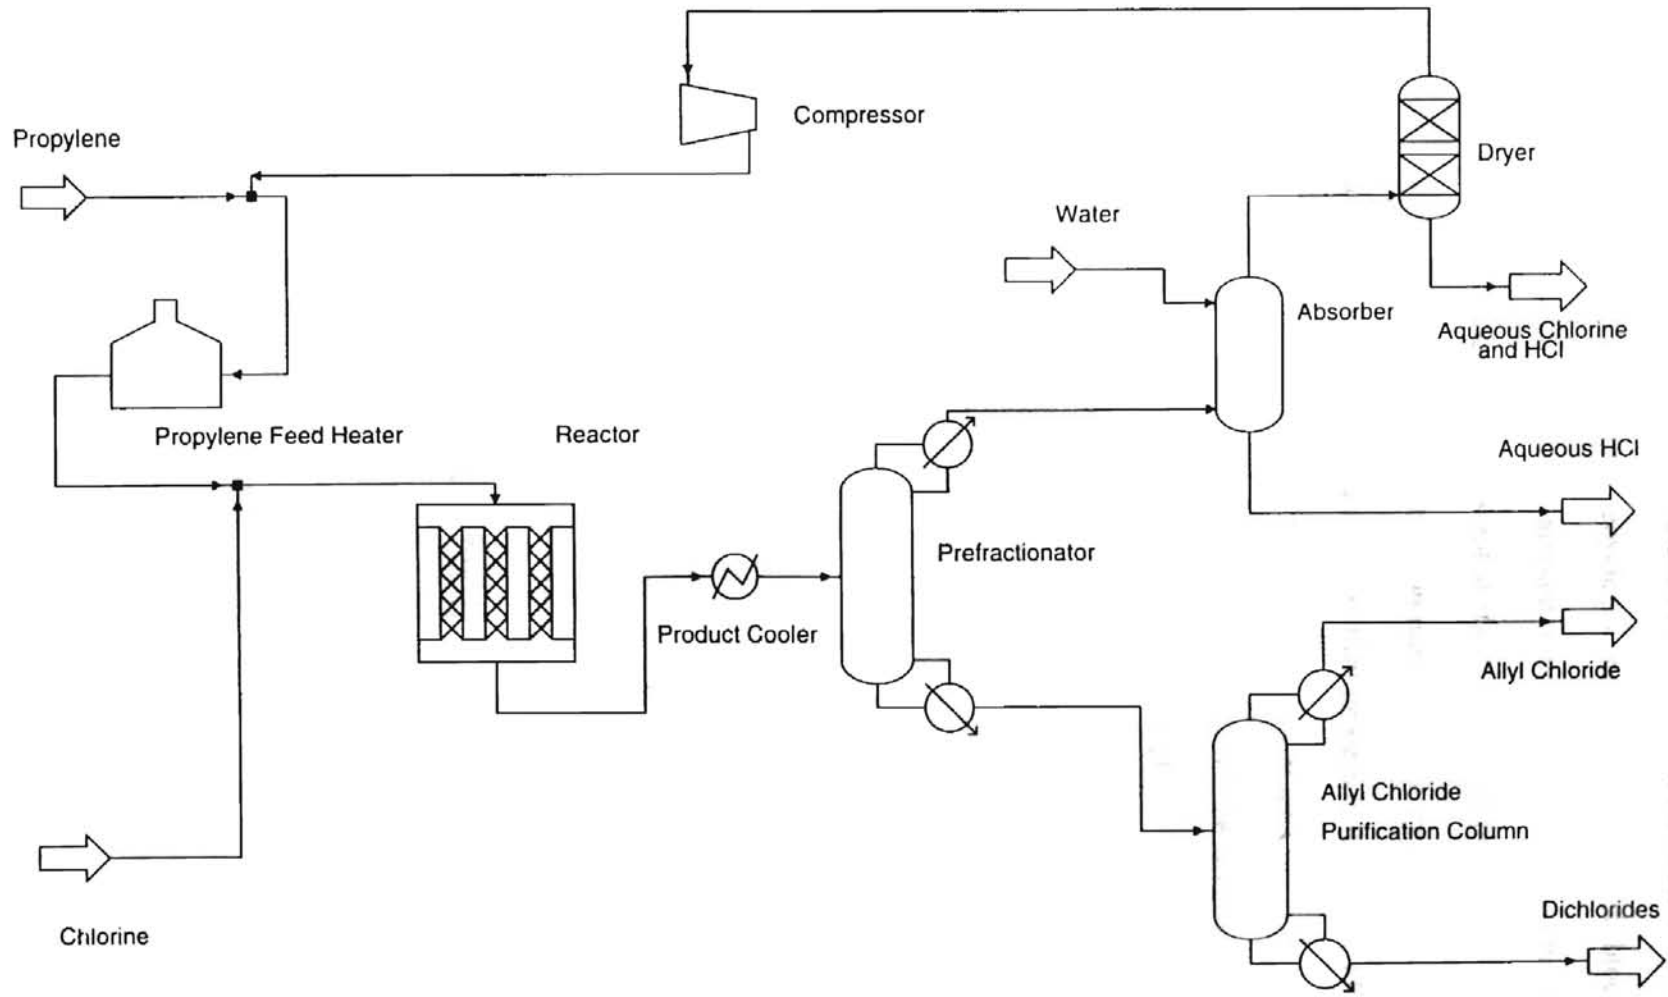 Compressor
Propylene
Dryer
Water
Absorber
Aqueous Chlorine
and HCl
Propylene Feed Heater
Reactor
Aqueous HCl
Prefractionator
Product Cooler
Allyl Chloride
Allyl Chloride
Purification Column
Dichlorides
Chlorine